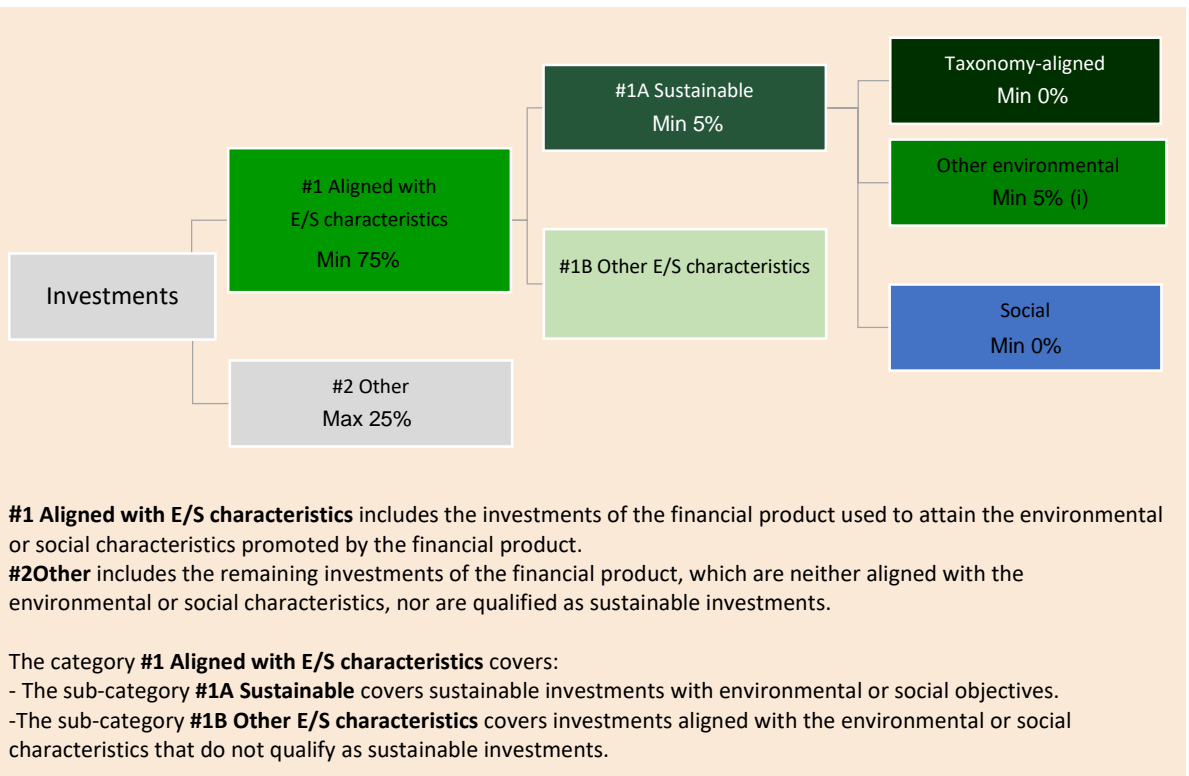 Taxonomy-aligned
Min 0%
#1A Sustainable
Min 5%
Other environmental
Min 5% (i)
#1 Aligned with
E/S characteristics
Min 75%
#1B Other E/S characteristics
Investments
Social
Min 0%
#2 Other
Max 25%
#1 Aligned with E/S characteristics includes the investments of the financial product used to attain the environmental
or social characteristics promoted by the financial product.
#2Other includes the remaining investments of the financial product, which are neither aligned with the
environmental or social characteristics, nor are qualified as sustainable investments.
The category #1 Aligned with E/S characteristics covers:
- The sub-category #1A Sustainable covers sustainable investments with environmental or social objectives.
-The sub-category #1B Other E/S characteristics covers investments aligned with the environmental or social
characteristics that do not qualify as sustainable investments.